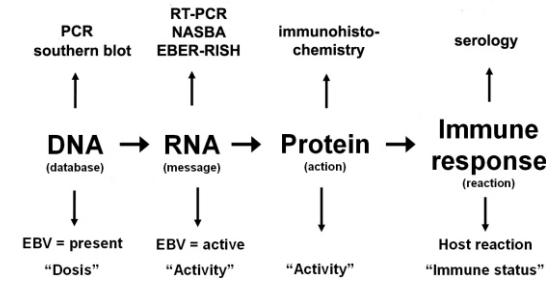 PCR
southern blot
RT-PCR
NASBA
EBER-RISH
immunohisto-
chemistry
serology
DNA
(database)
RNA
(message)
Protein
(action)
Immune
response
(reaction)
EBV = present
"Dosis"
EBV = active
"Activity"
"Activity"
Host reaction
"Immune status"